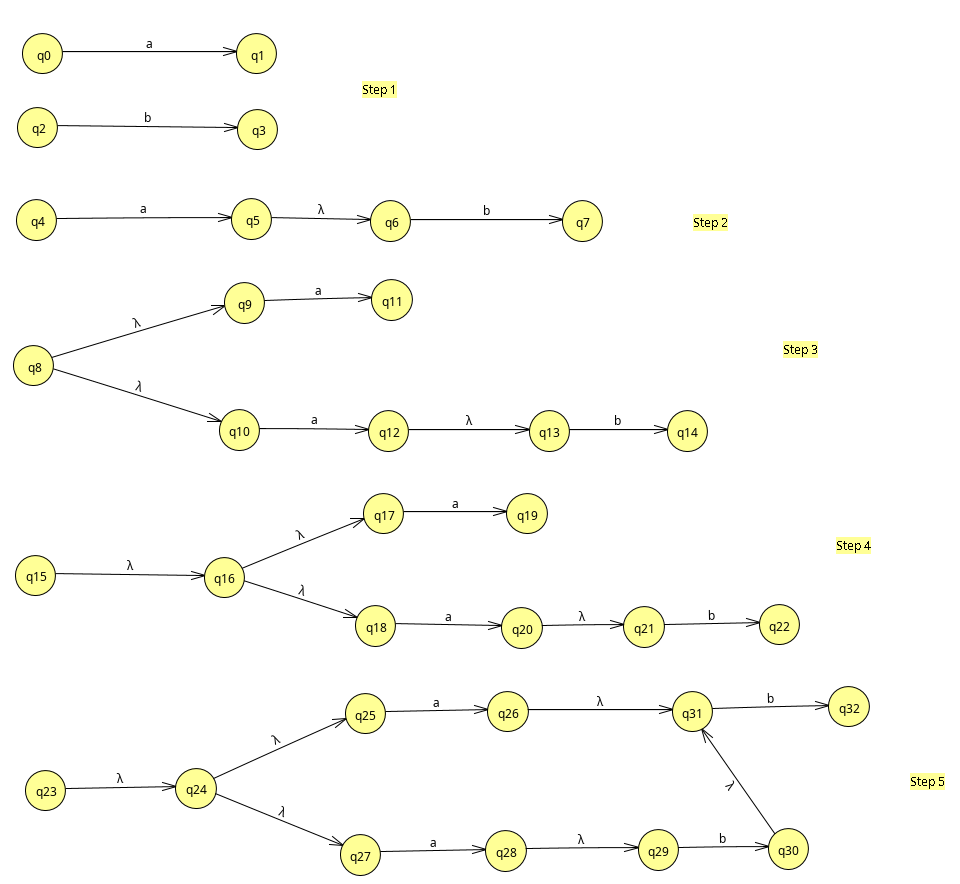 q0 a q1
Step 1
q2 b q3
q4 a q5 λ q6 b q7
Step 2
q9 a q11
λ
q8
Step 3
λ
q10 a q12 λ q13 b q14
q17 a q19
λ
q15 λ q16
Step 4
λ
q18 a q20 λ q21 b q22
q25 a q26 λ q31 b q32
λ
q23 λ q24
λ
Step 5
λ
q27 a q28 λ q29 b q30